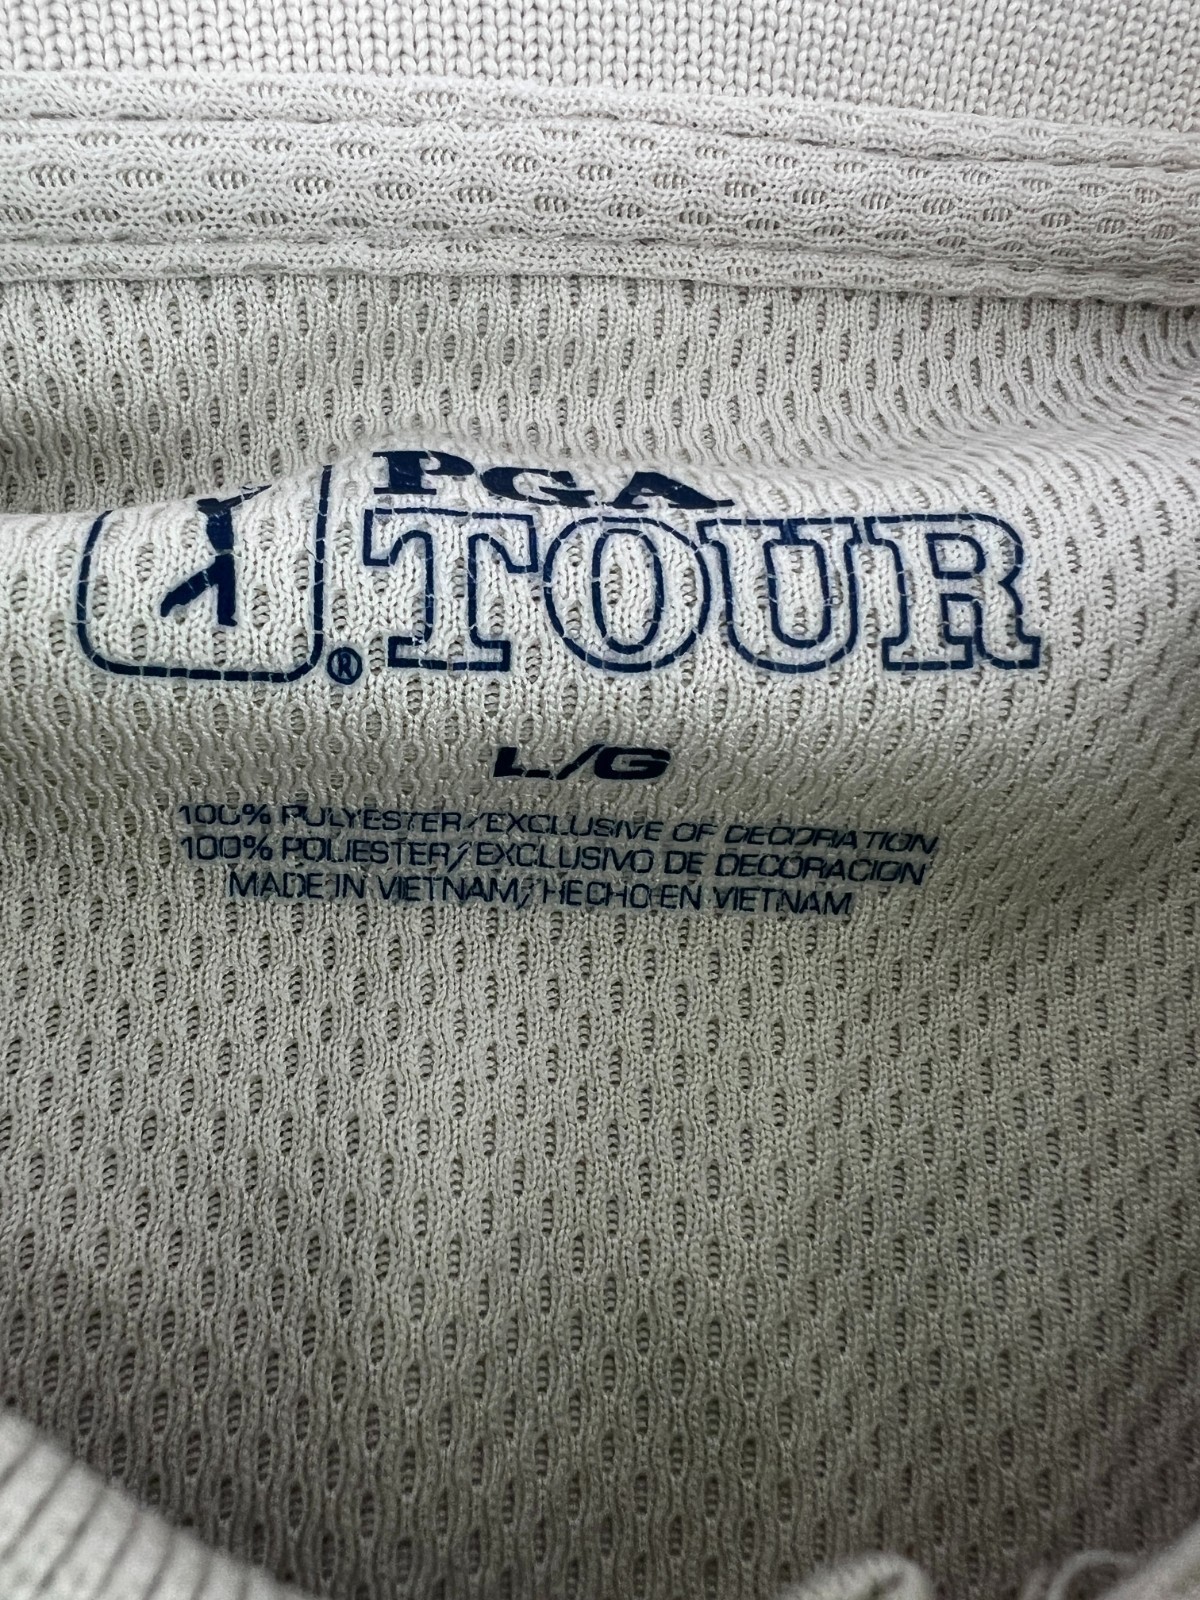 PGA
TOUR
®
L/G
100% POLYESTER/EXCLUSIVE OF DECORATION
100% POLIESTER/EXCLUSIVO DE DECORACION
MADE IN VIETNAM/HECHO EN VIETNAM